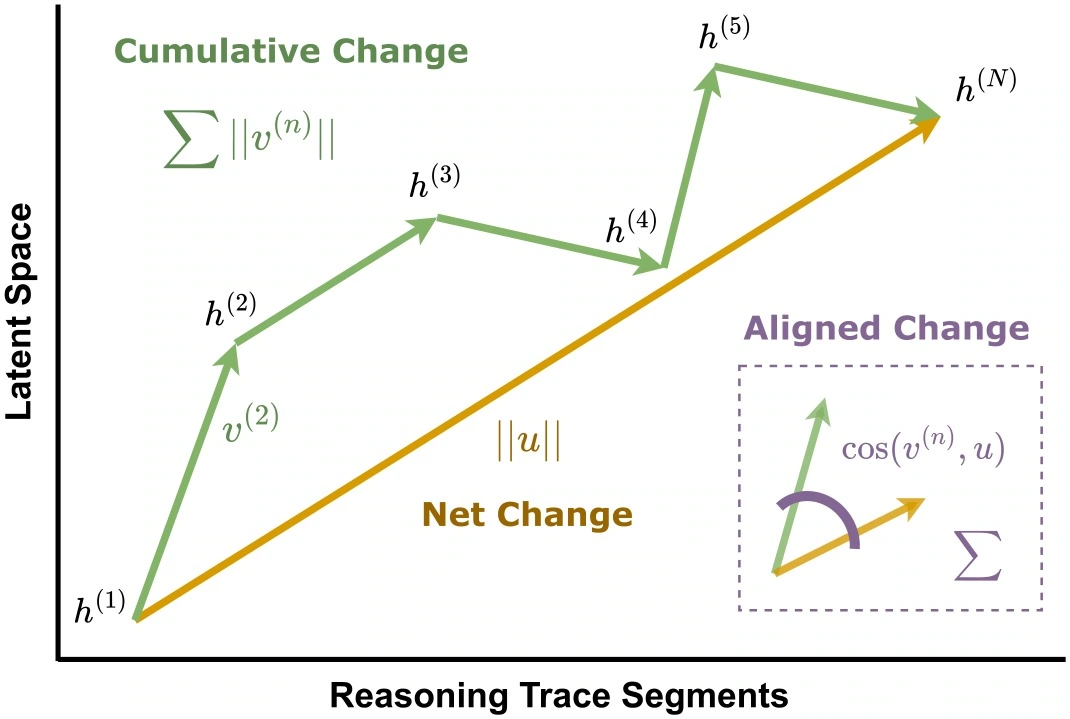 Cumulative Change
∑ ||v^(n)||
h^(5)
h^(N)
h^(3)
h^(4)
h^(2)
v^(2)
Aligned Change
cos(v^(n), u)
∑
||u||
Net Change
h^(1)
Latent Space
Reasoning Trace Segments